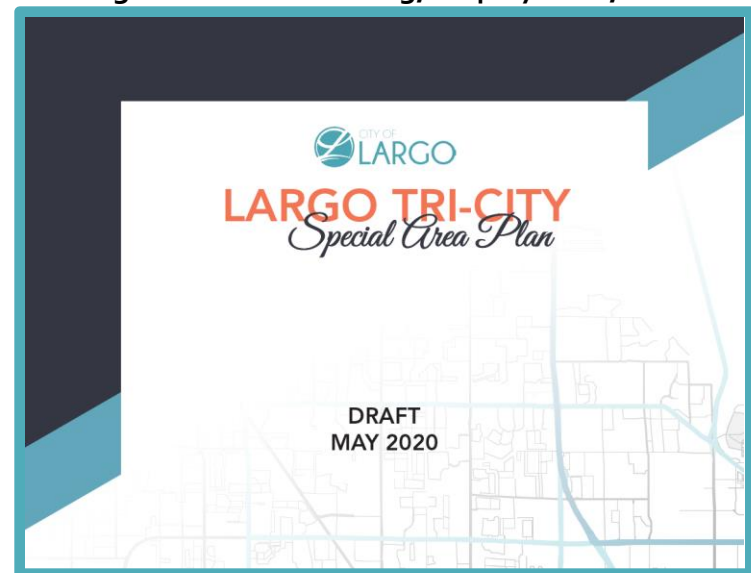 CITY OF
LARGO
LARGO TRI-CITY
Special Area Plan
DRAFT
MAY 2020